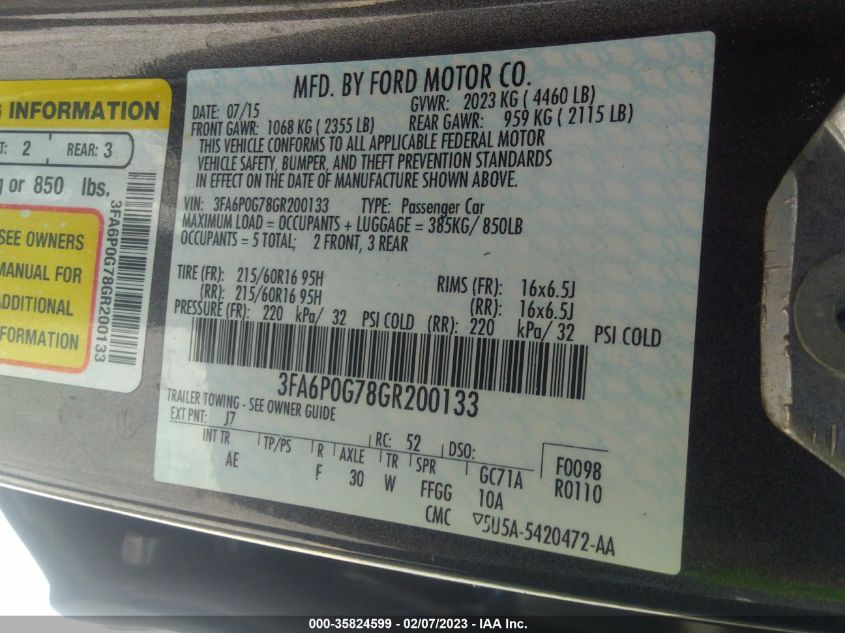 G INFORMATION
T: 2 REAR: 3
g or 850 lbs.
3FA6P0G78GR200133
SEE OWNERS
MANUAL FOR
ADDITIONAL
INFORMATION
MFD. BY FORD MOTOR CO.
DATE: 07/15 GVWR: 2023 KG ( 4460 LB)
FRONT GAWR: 1068 KG ( 2355 LB) REAR GAWR: 959 KG ( 2115 LB)
THIS VEHICLE CONFORMS TO ALL APPLICABLE FEDERAL MOTOR
VEHICLE SAFETY, BUMPER, AND THEFT PREVENTION STANDARDS
IN EFFECT ON THE DATE OF MANUFACTURE SHOWN ABOVE.
VIN: 3FA6P0G78GR200133 TYPE: Passenger Car
MAXIMUM LOAD = OCCUPANTS + LUGGAGE = 385KG/ 850LB
OCCUPANTS = 5 TOTAL; 2 FRONT, 3 REAR
TIRE (FR): 215/60R16 95H RIMS (FR): 16x6.5J
(RR): 215/60R16 95H (RR): 16x6.5J
PRESSURE (FR): 220 kPa/ 32 PSI COLD (RR): 220 kPa/ 32 PSI COLD
3FA6P0G78GR200133
TRAILER TOWING - SEE OWNER GUIDE
EXT PNT: J7 RC: 52 DSO:
INT TR TP/PS R AXLE TR SPR GC71A F0098
AE F 30 W FFGG 10A R0110
CMC ▽5U5A-5420472-AA
000-35824599 — 02/07/2023 — IAA Inc.